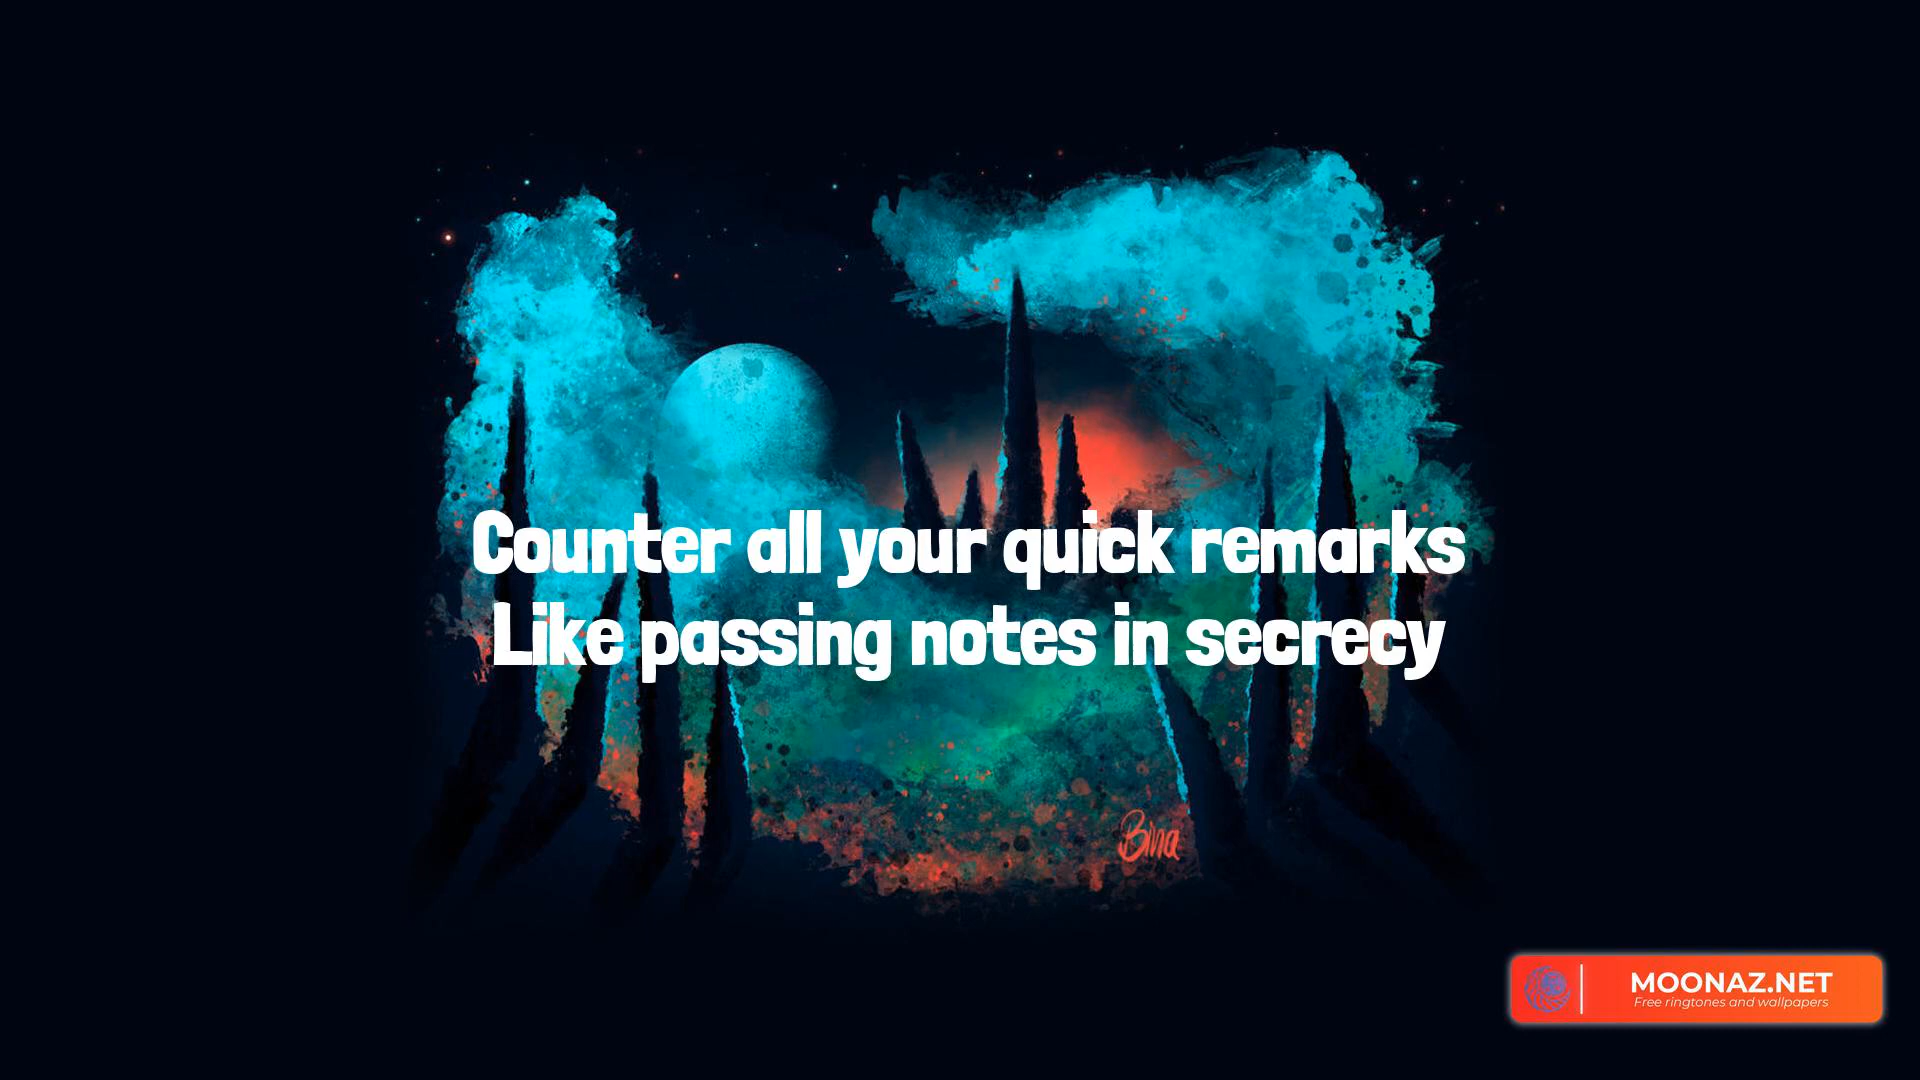 Counter all your quick remarks
Like passing notes in secrecy
Bina
MOONAZ.NET
Free ringtones and wallpapers